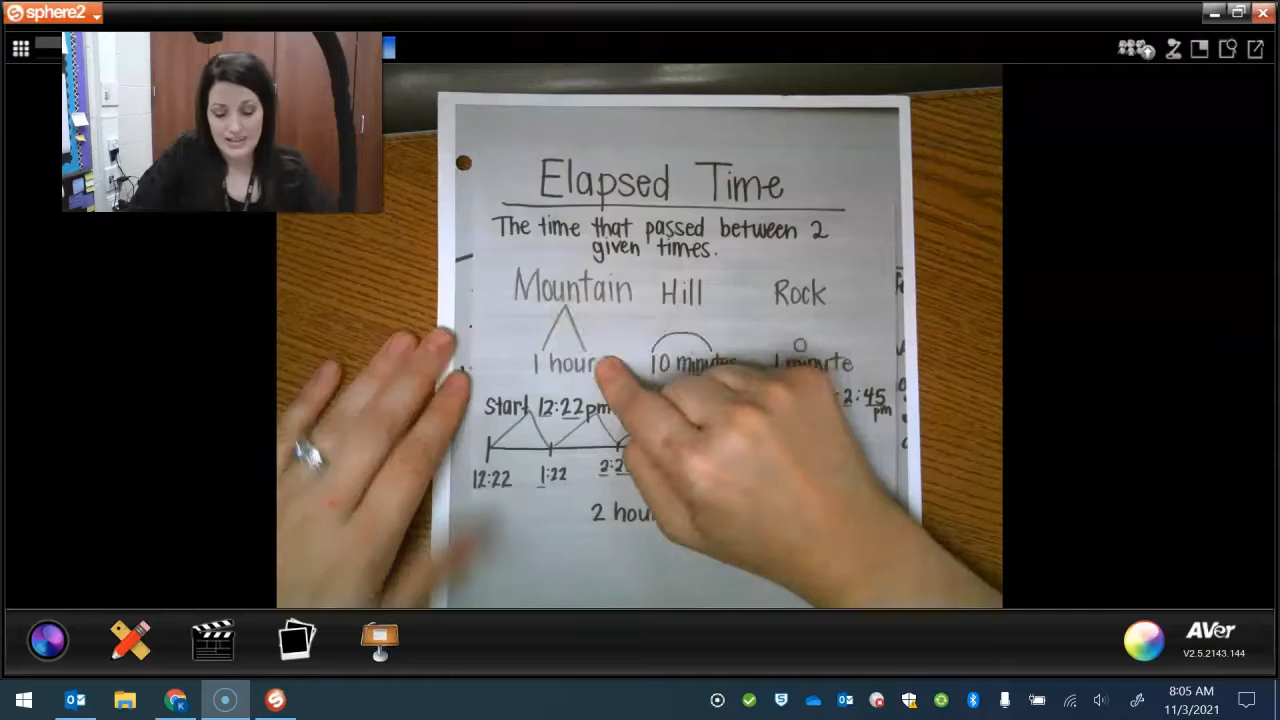 sphere2
Elapsed Time
The time that passed between 2
given times.
Mountain Hill Rock
1 hour 10 minutes 1 minute
Start 12:22 pm 2:45
pm
12:22 1:22
2 hou
AVer
V2.5.2143.144
8:05 AM
11/3/2021